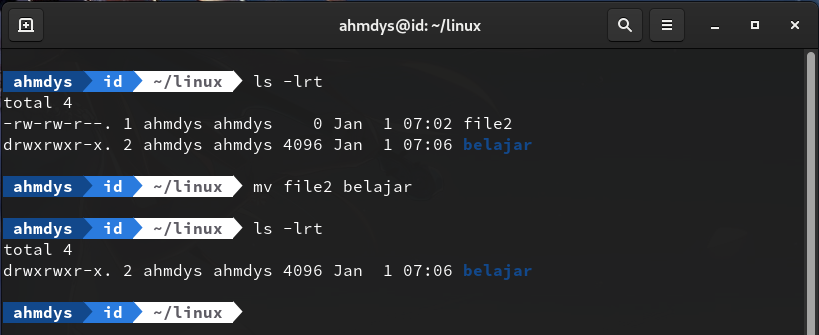 ahmdys@id:~/linux
ahmdys id ~/linux ls -lrt
total 4
-rw-rw-r--. 1 ahmdys ahmdys    0 Jan  1 07:02 file2
drwxrwxr-x. 2 ahmdys ahmdys 4096 Jan  1 07:06 belajar
ahmdys id ~/linux mv file2 belajar
ahmdys id ~/linux ls -lrt
total 4
drwxrwxr-x. 2 ahmdys ahmdys 4096 Jan  1 07:06 belajar
ahmdys id ~/linux